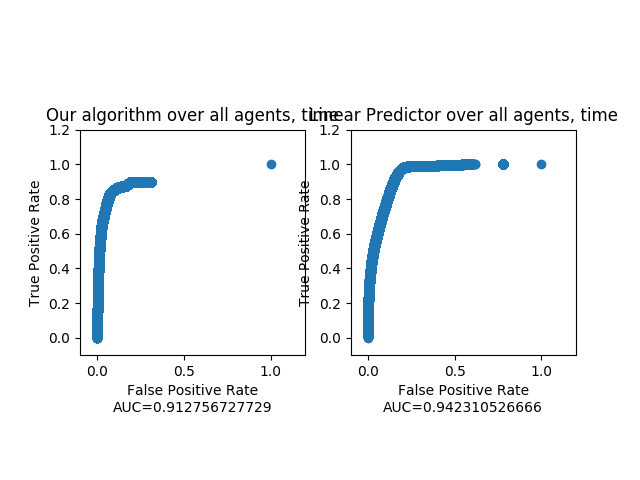 Our algorithm over all agents, time
Linear Predictor over all agents, time
1.2
1.0
0.8
0.6
0.4
0.2
0.0
True Positive Rate
0.0 0.5 1.0
False Positive Rate
AUC=0.912756727729
1.2
1.0
0.8
0.6
0.4
0.2
0.0
True Positive Rate
0.0 0.5 1.0
False Positive Rate
AUC=0.942310526666